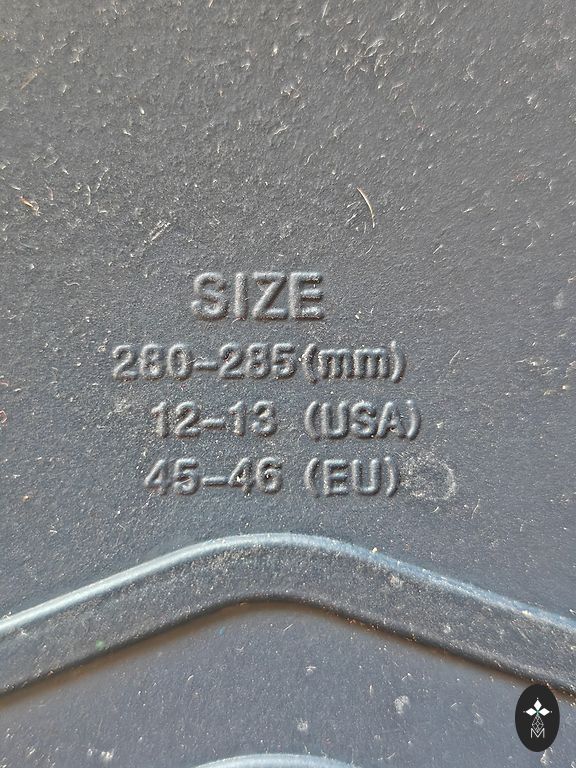 SIZE
280-285(mm)
12-13 (USA)
45-46 (EU)
M